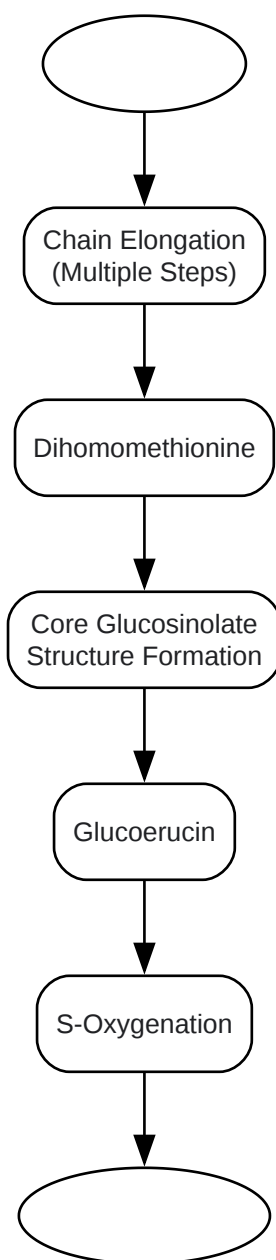 Chain Elongation
(Multiple Steps)
Dihomomethionine
Core Glucosinolate
Structure Formation
Glucoerucin
S-Oxygenation